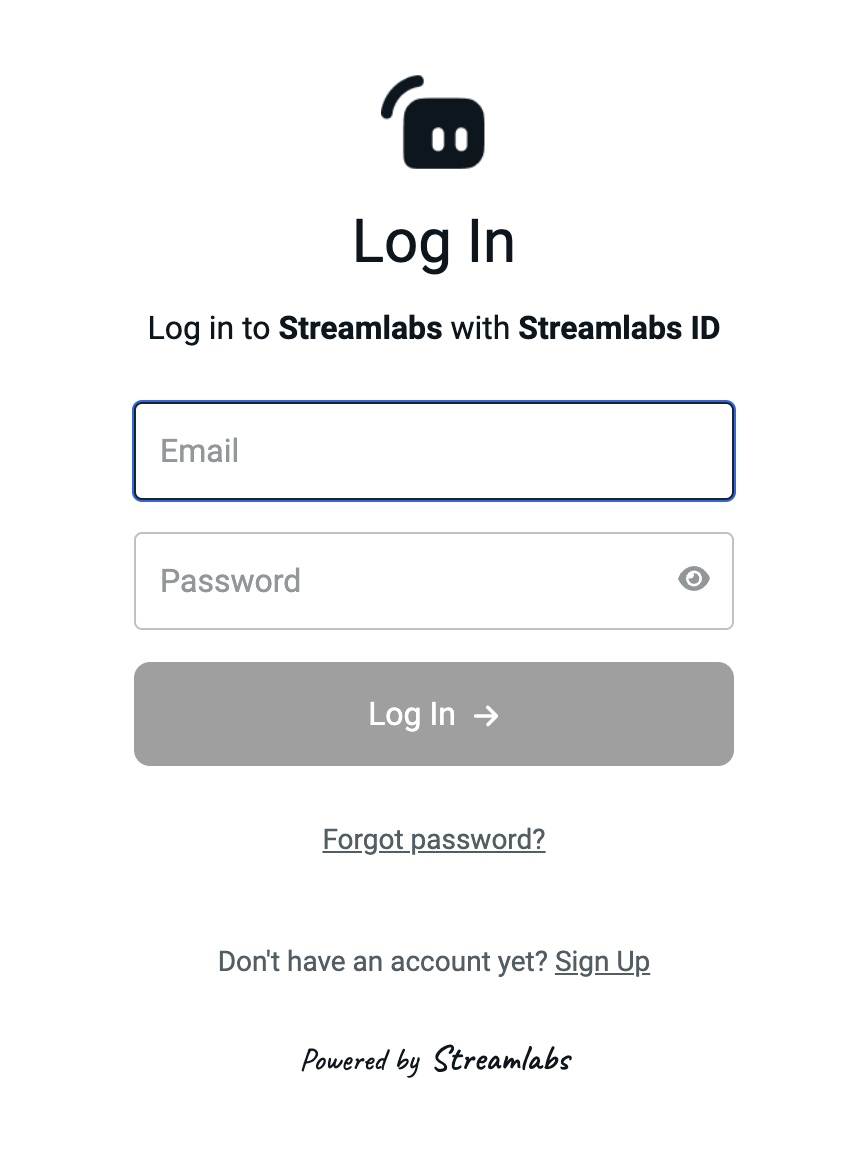 Log In
Log in to Streamlabs with Streamlabs ID
Email
Password
Log In →
Forgot password?
Don't have an account yet? Sign Up
Powered by Streamlabs